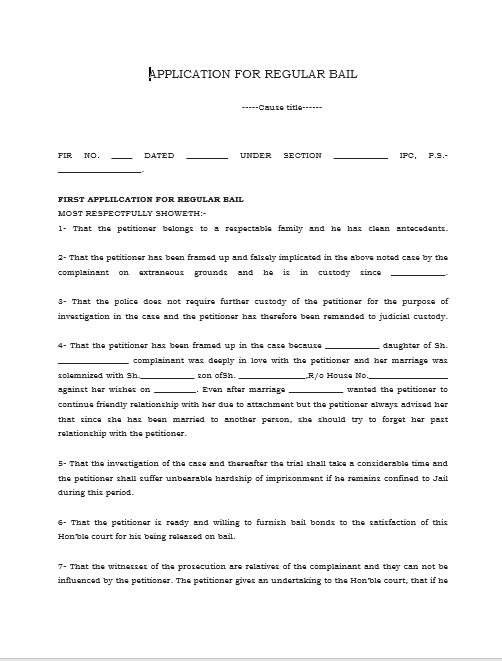 APPLICATION FOR REGULAR BAIL
-----Cause title------
FIR NO. _____ DATED __________ UNDER SECTION _____________ IPC, P.S.-
____________________.
FIRST APPLILCATION FOR REGULAR BAIL
MOST RESPECTFULLY SHOWETH:-
1- That the petitioner belongs to a respectable family and he has clean antecedents.
2- That the petitioner has been framed up and falsely implicated in the above noted case by the
complainant on extraneous grounds and he is in custody since _____________.
3- That the police does not require further custody of the petitioner for the purpose of
investigation in the case and the petitioner has therefore been remanded to judicial custody.
4- That the petitioner has been framed up in the case because _____________ daughter of Sh.
_________________ complainant was deeply in love with the petitioner and her marriage was
solemnized with Sh._____________ son ofSh. ________________,R/o House No.___________________
against her wishes on __________. Even after marriage _____________ wanted the petitioner to
continue friendly relationship with her due to attachment but the petitioner always advised her
that since she has been married to another person, she should try to forget her past
relationship with the petitioner.
5- That the investigation of the case and thereafter the trial shall take a considerable time and
the petitioner shall suffer unbearable hardship of imprisonment if he remains confined to Jail
during this period.
6- That the petitioner is ready and willing to furnish bail bonds to the satisfaction of this
Hon'ble court for his being released on bail.
7- That the witnesses of the prosecution are relatives of the complainant and they can not be
influenced by the petitioner. The petitioner gives an undertaking to the Hon'ble court, that if he